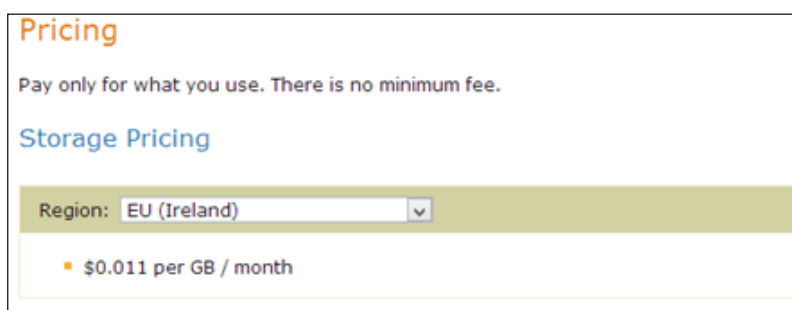 Pricing
Pay only for what you use. There is no minimum fee.
Storage Pricing
Region: EU (Ireland)
$0.011 per GB / month